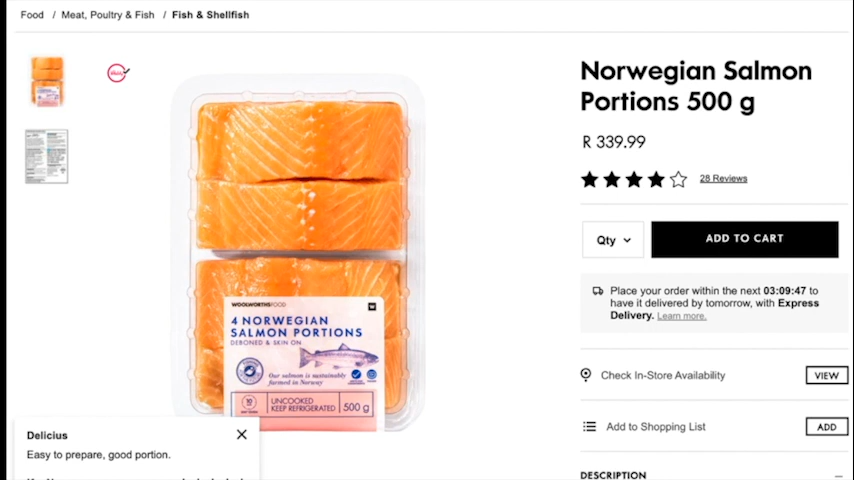 Food / Meat, Poultry & Fish / Fish & Shellfish
Norwegian Salmon
Portions 500 g
R 339.99
28 Reviews
Qty
ADD TO CART
Place your order within the next 03:09:47 to
have it delivered by tomorrow, with Express
Delivery. Learn more.
Check In-Store Availability
VIEW
Add to Shopping List
ADD
DESCRIPTION
WOOLWORTHSFOOD
W
4 NORWEGIAN
SALMON PORTIONS
DEBONED & SKIN ON
Our salmon is sustainably
farmed in Norway
UNCOOKED
KEEP REFRIGERATED
500 g
Delicius
Easy to prepare, good portion.